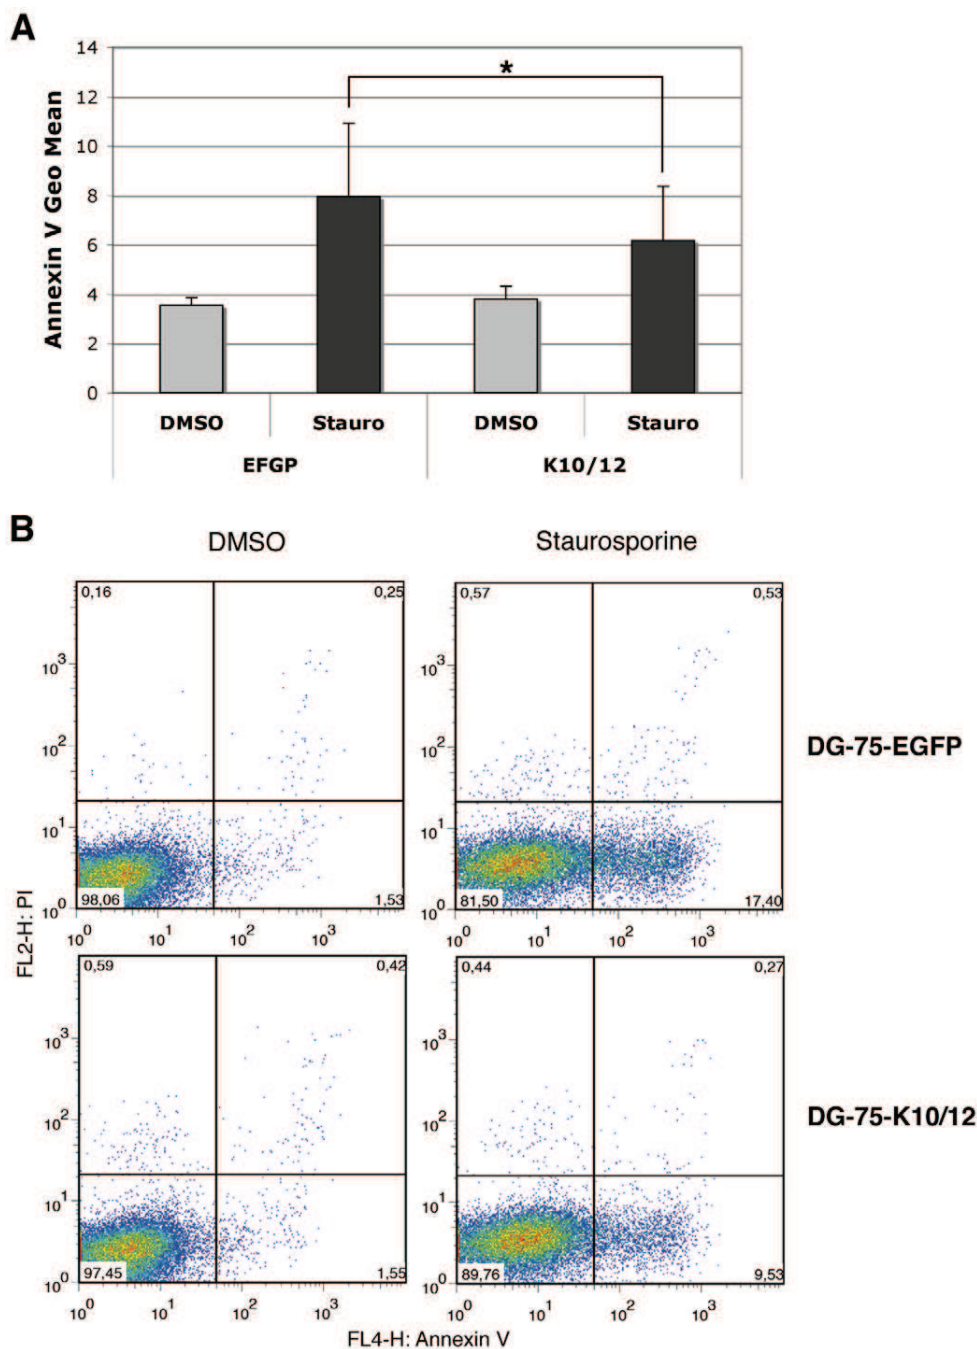 A
14
12
10
8
6
4
2
0
Annexin V Geo Mean
*
DMSO Stauro DMSO Stauro
EFGP K10/12
B
DMSO Staurosporine
0,16 0,25 0,57 0,53
10³ 10³
10² 10²
10¹ 10¹
10⁰ 10⁰
98,06 1,53 81,50 17,40
10⁰ 10¹ 10² 10³ 10⁰ 10¹ 10² 10³
DG-75-EGFP
FL2-H: PI
0,59 0,42 0,44 0,27
10³ 10³
10² 10²
10¹ 10¹
10⁰ 10⁰
97,45 1,55 89,76 9,53
10⁰ 10¹ 10² 10³ 10⁰ 10¹ 10² 10³
DG-75-K10/12
FL4-H: Annexin V